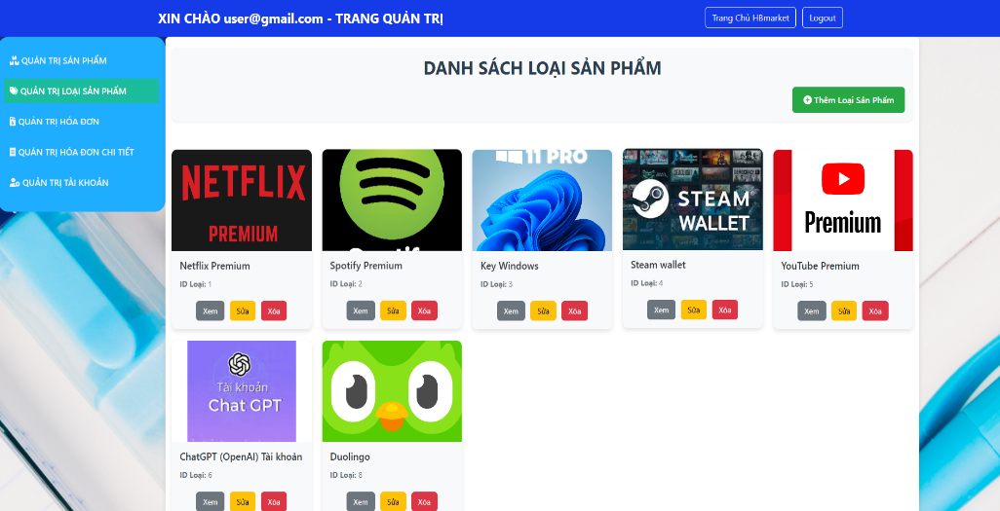 XIN CHÀO user@gmail.com - TRANG QUẢN TRỊ
Trang Chủ HBmarket
Logout
QUẢN TRỊ SẢN PHẨM
QUẢN TRỊ LOẠI SẢN PHẨM
QUẢN TRỊ HÓA ĐƠN
QUẢN TRỊ HÓA ĐƠN CHI TIẾT
QUẢN TRỊ TÀI KHOẢN
DANH SÁCH LOẠI SẢN PHẨM
Thêm Loại Sản Phẩm
NETFLIX
PREMIUM
Netflix Premium
ID Loại: 1
Xem Sửa Xóa
Spotify Premium
ID Loại: 2
Xem Sửa Xóa
11 PRO
Key Windows
ID Loại: 3
Xem Sửa Xóa
STEAM
WALLET
Steam wallet
ID Loại: 4
Xem Sửa Xóa
Premium
YouTube Premium
ID Loại: 5
Xem Sửa Xóa
Tài khoản
Chat GPT
ChatGPT (OpenAI) Tài khoản
ID Loại: 6
Xem Sửa Xóa
Duolingo
ID Loại: 8
Xem Sửa Xóa